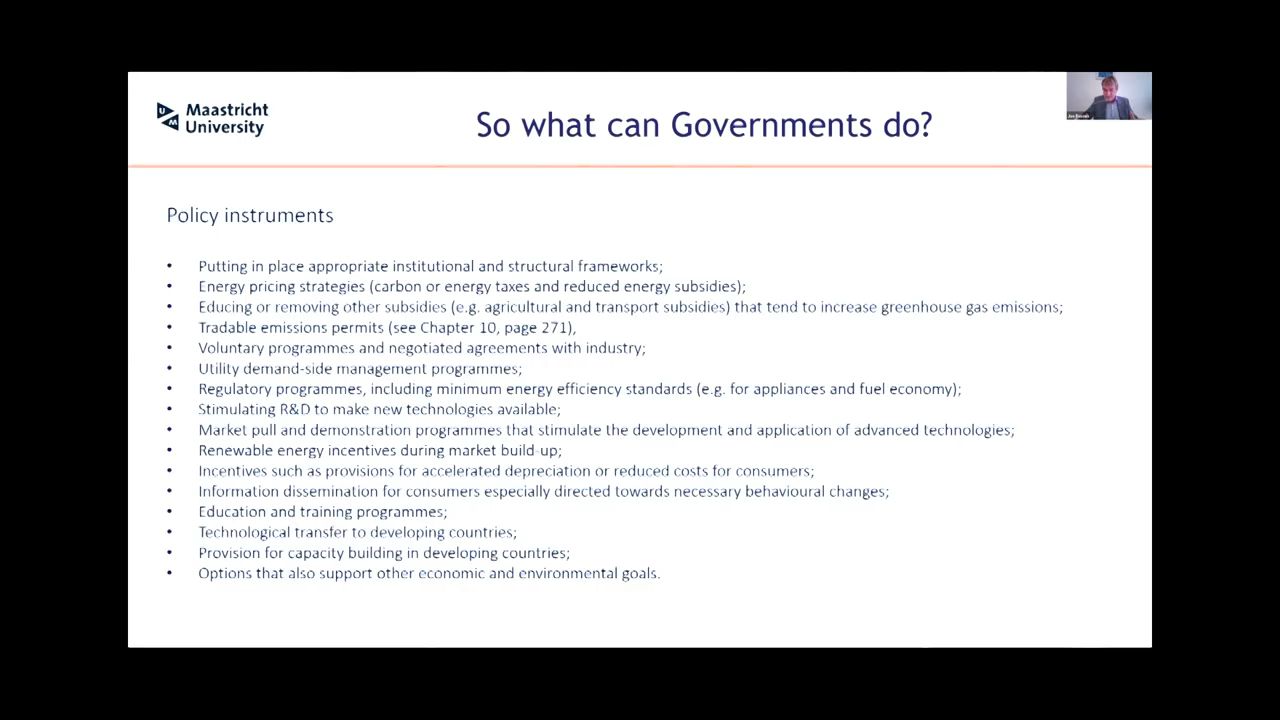 U
M
Maastricht
University
So what can Governments do?
Policy instruments
• Putting in place appropriate institutional and structural frameworks;
• Energy pricing strategies (carbon or energy taxes and reduced energy subsidies);
• Educing or removing other subsidies (e.g. agricultural and transport subsidies) that tend to increase greenhouse gas emissions;
• Tradable emissions permits (see Chapter 10, page 271),
• Voluntary programmes and negotiated agreements with industry;
• Utility demand-side management programmes;
• Regulatory programmes, including minimum energy efficiency standards (e.g. for appliances and fuel economy);
• Stimulating R&D to make new technologies available;
• Market pull and demonstration programmes that stimulate the development and application of advanced technologies;
• Renewable energy incentives during market build-up;
• Incentives such as provisions for accelerated depreciation or reduced costs for consumers;
• Information dissemination for consumers especially directed towards necessary behavioural changes;
• Education and training programmes;
• Technological transfer to developing countries;
• Provision for capacity building in developing countries;
• Options that also support other economic and environmental goals.